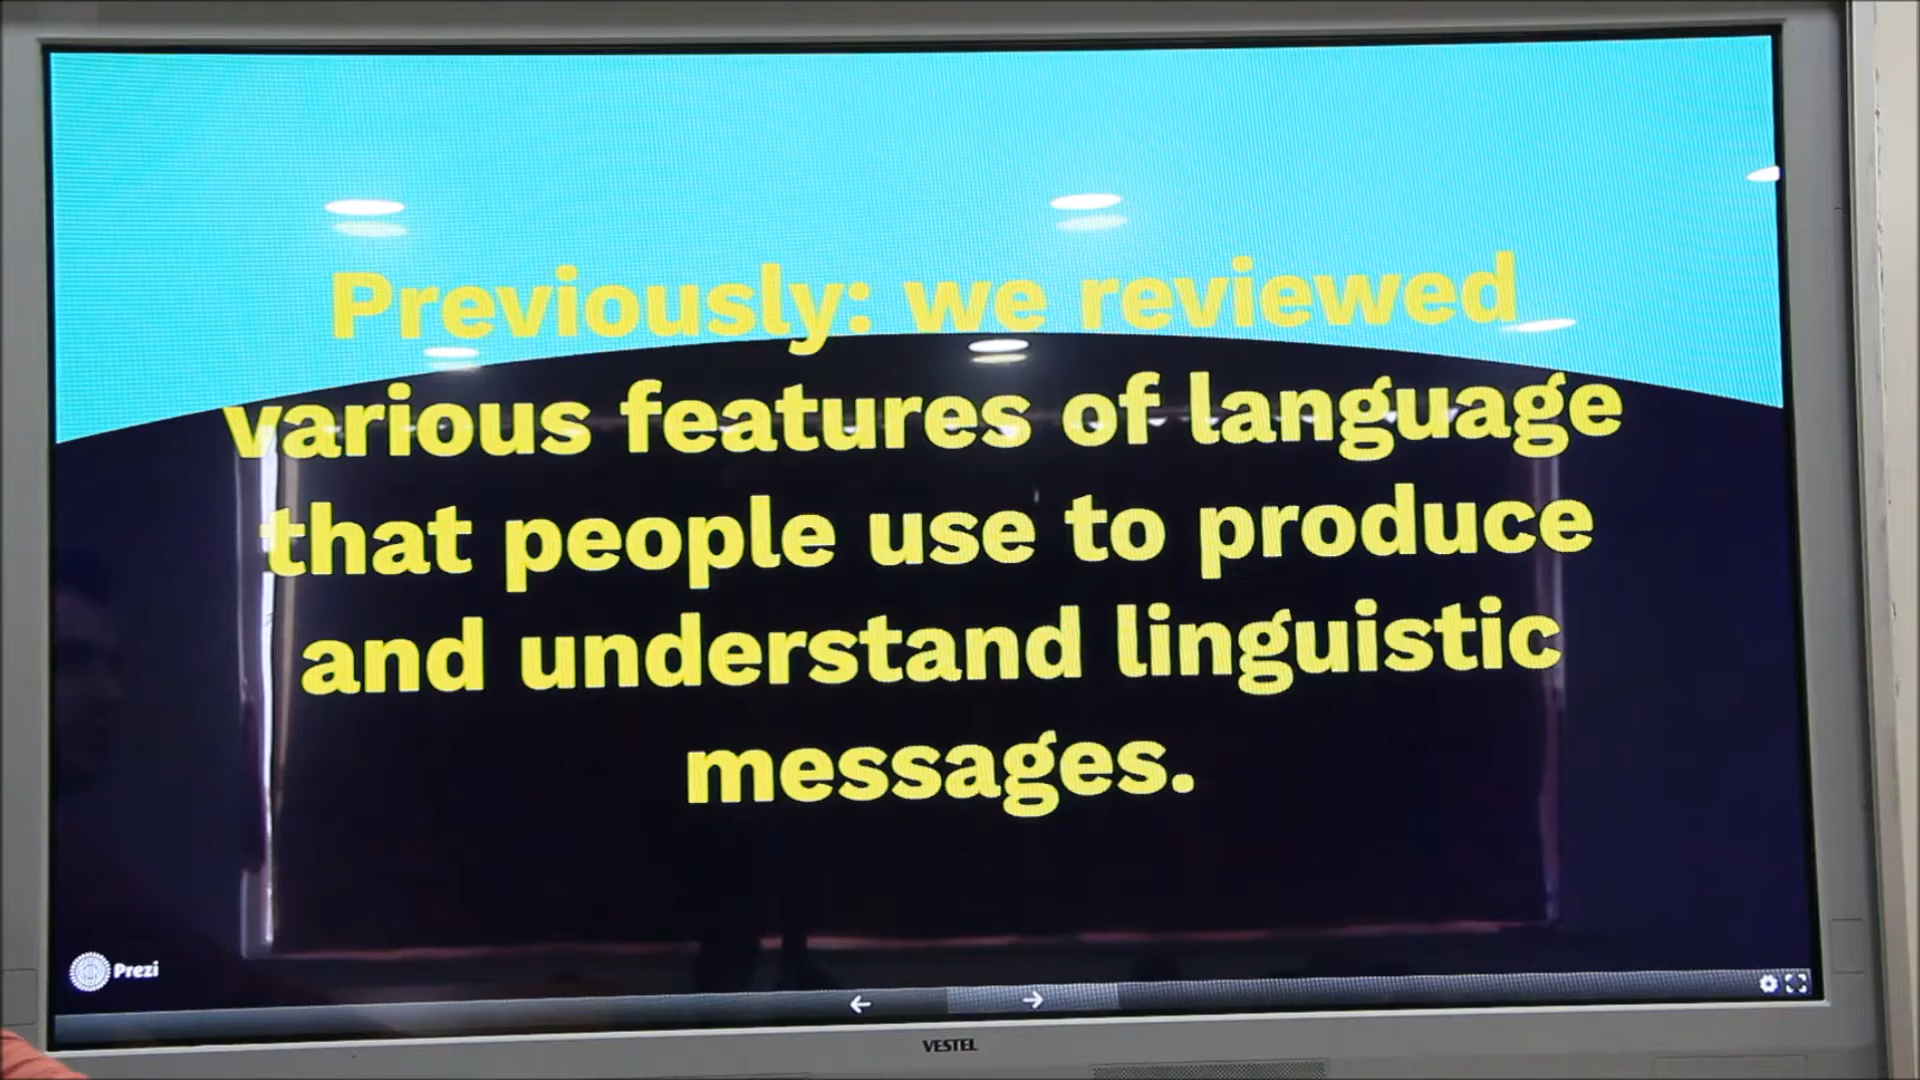 Previously: we reviewed
various features of language
that people use to produce
and understand linguistic
messages.
Prezi
VESTEL